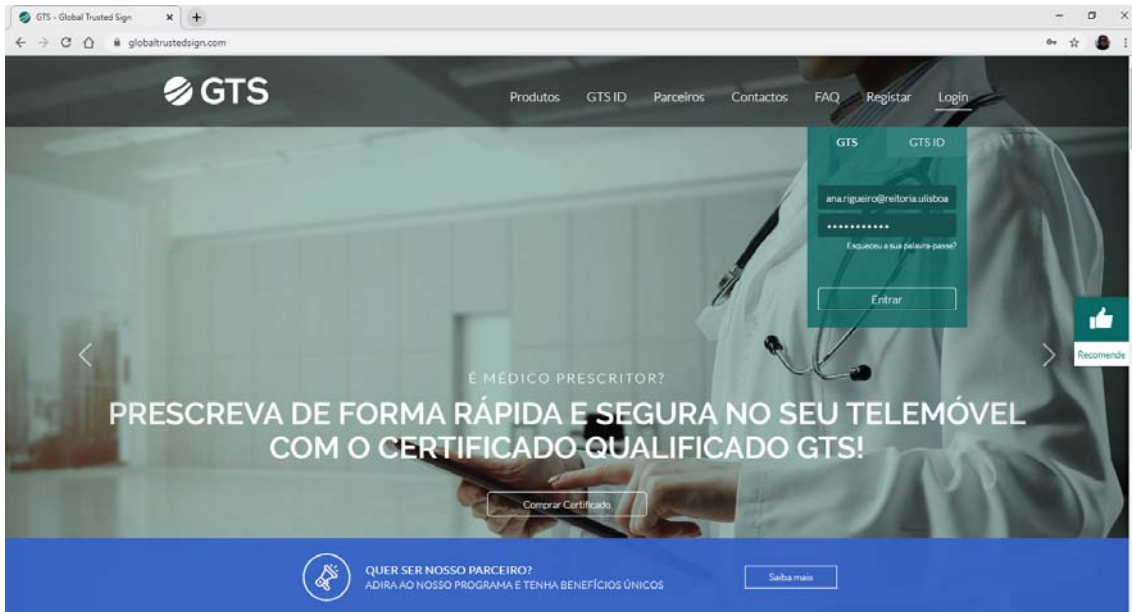 GTS - Global Trusted Sign
globaltrustedsign.com
GTS
Produtos GTS ID Parceiros Contactos FAQ Registar Login
GTS GTS ID
ana.rigueiro@reitoria.ulisboa
•••••••••••
Esqueceu a sua palavra-passe?
Entrar
Recomende
É MÉDICO PRESCRITOR?
PRESCREVA DE FORMA RÁPIDA E SEGURA NO SEU TELEMÓVEL
COM O CERTIFICADO QUALIFICADO GTS!
Comprar Certificado
QUER SER NOSSO PARCEIRO?
ADIRA AO NOSSO PROGRAMA E TENHA BENEFÍCIOS ÚNICOS
Saiba mais